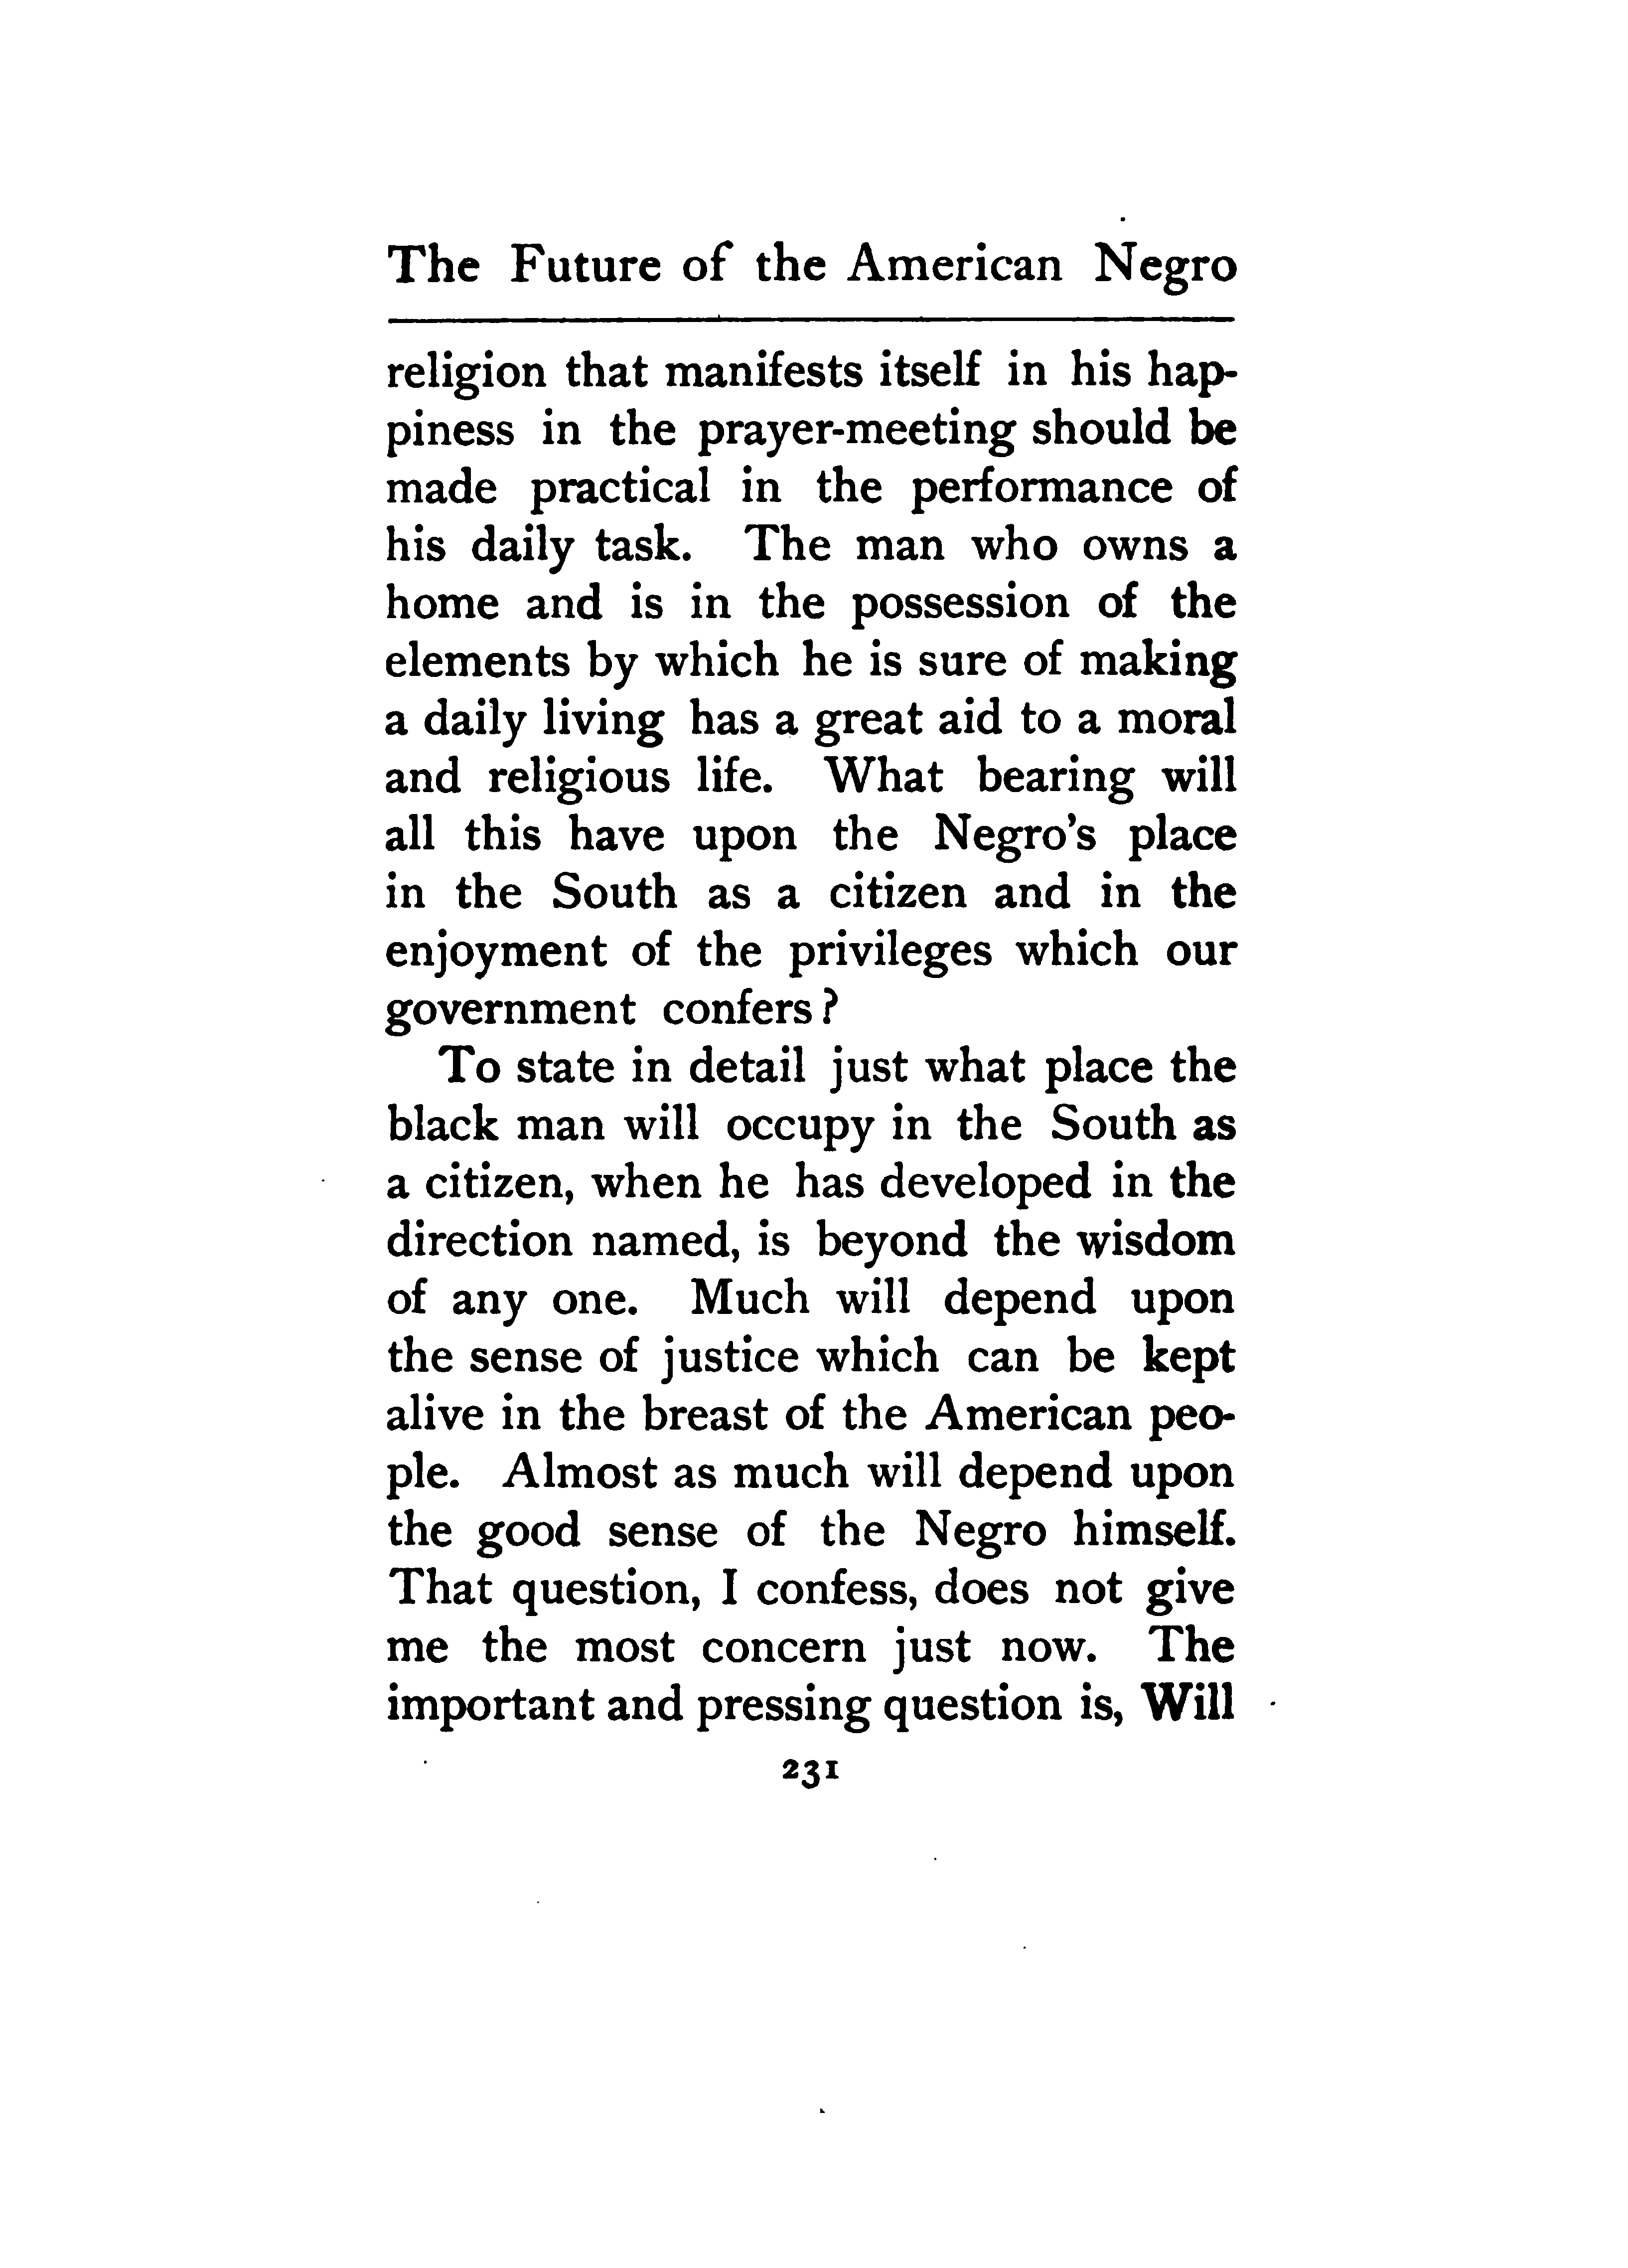 The Future of the American Negro
religion that manifests itself in his hap-
piness in the prayer-meeting should be
made practical in the performance of
his daily task. The man who owns a
home and is in the possession of the
elements by which he is sure of making
a daily living has a great aid to a moral
and religious life. What bearing will
all this have upon the Negro's place
in the South as a citizen and in the
enjoyment of the privileges which our
government confers?
To state in detail just what place the
black man will occupy in the South as
a citizen, when he has developed in the
direction named, is beyond the wisdom
of any one. Much will depend upon
the sense of justice which can be kept
alive in the breast of the American peo-
ple. Almost as much will depend upon
the good sense of the Negro himself.
That question, I confess, does not give
me the most concern just now. The
important and pressing question is, Will
231